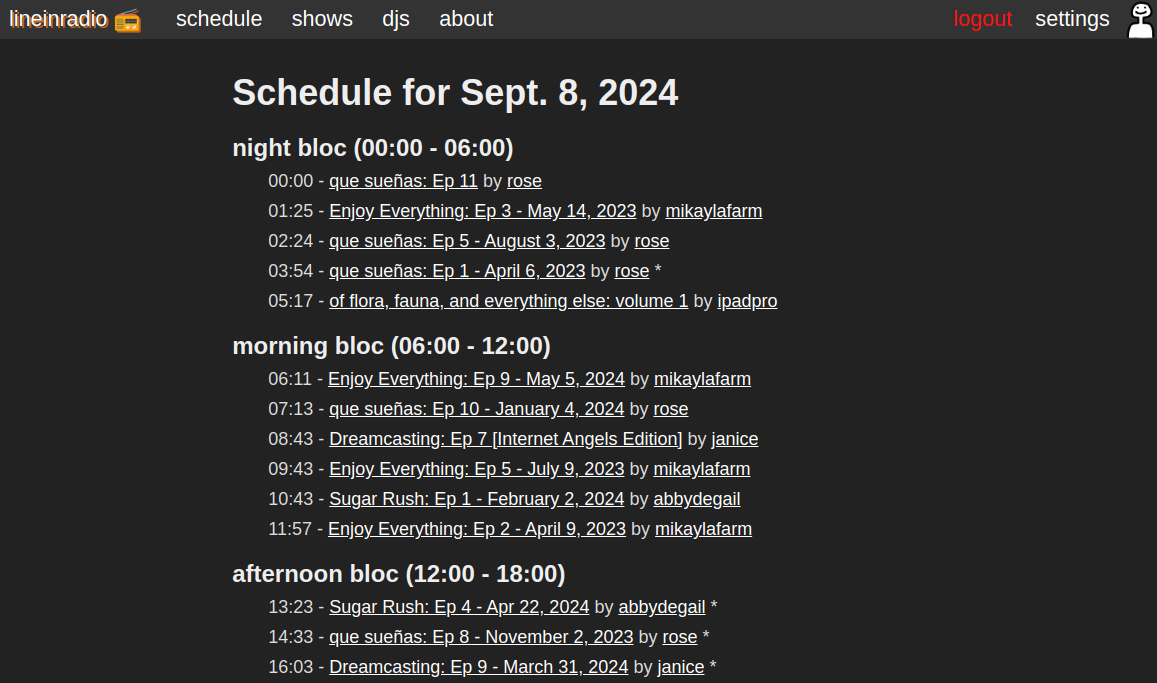 lineinradio 📻 schedule shows djs about logout settings
Schedule for Sept. 8, 2024
night bloc (00:00 - 06:00)
00:00 - que sueñas: Ep 11 by rose
01:25 - Enjoy Everything: Ep 3 - May 14, 2023 by mikaylafarm
02:24 - que sueñas: Ep 5 - August 3, 2023 by rose
03:54 - que sueñas: Ep 1 - April 6, 2023 by rose *
05:17 - of flora, fauna, and everything else: volume 1 by ipadpro
morning bloc (06:00 - 12:00)
06:11 - Enjoy Everything: Ep 9 - May 5, 2024 by mikaylafarm
07:13 - que sueñas: Ep 10 - January 4, 2024 by rose
08:43 - Dreamcasting: Ep 7 [Internet Angels Edition] by janice
09:43 - Enjoy Everything: Ep 5 - July 9, 2023 by mikaylafarm
10:43 - Sugar Rush: Ep 1 - February 2, 2024 by abbydegail
11:57 - Enjoy Everything: Ep 2 - April 9, 2023 by mikaylafarm
afternoon bloc (12:00 - 18:00)
13:23 - Sugar Rush: Ep 4 - Apr 22, 2024 by abbydegail *
14:33 - que sueñas: Ep 8 - November 2, 2023 by rose *
16:03 - Dreamcasting: Ep 9 - March 31, 2024 by janice *